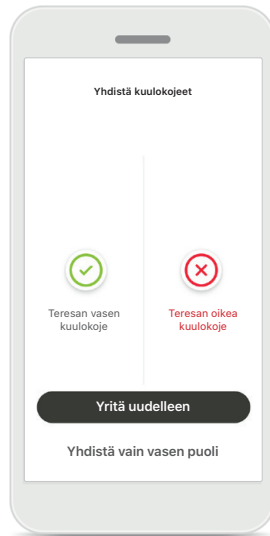 Yhdistä kuulokojeet
Teresan vasen
kuulokoje
Teresan oikea
kuulokoje
Yritä uudelleen
Yhdistä vain vasen puoli